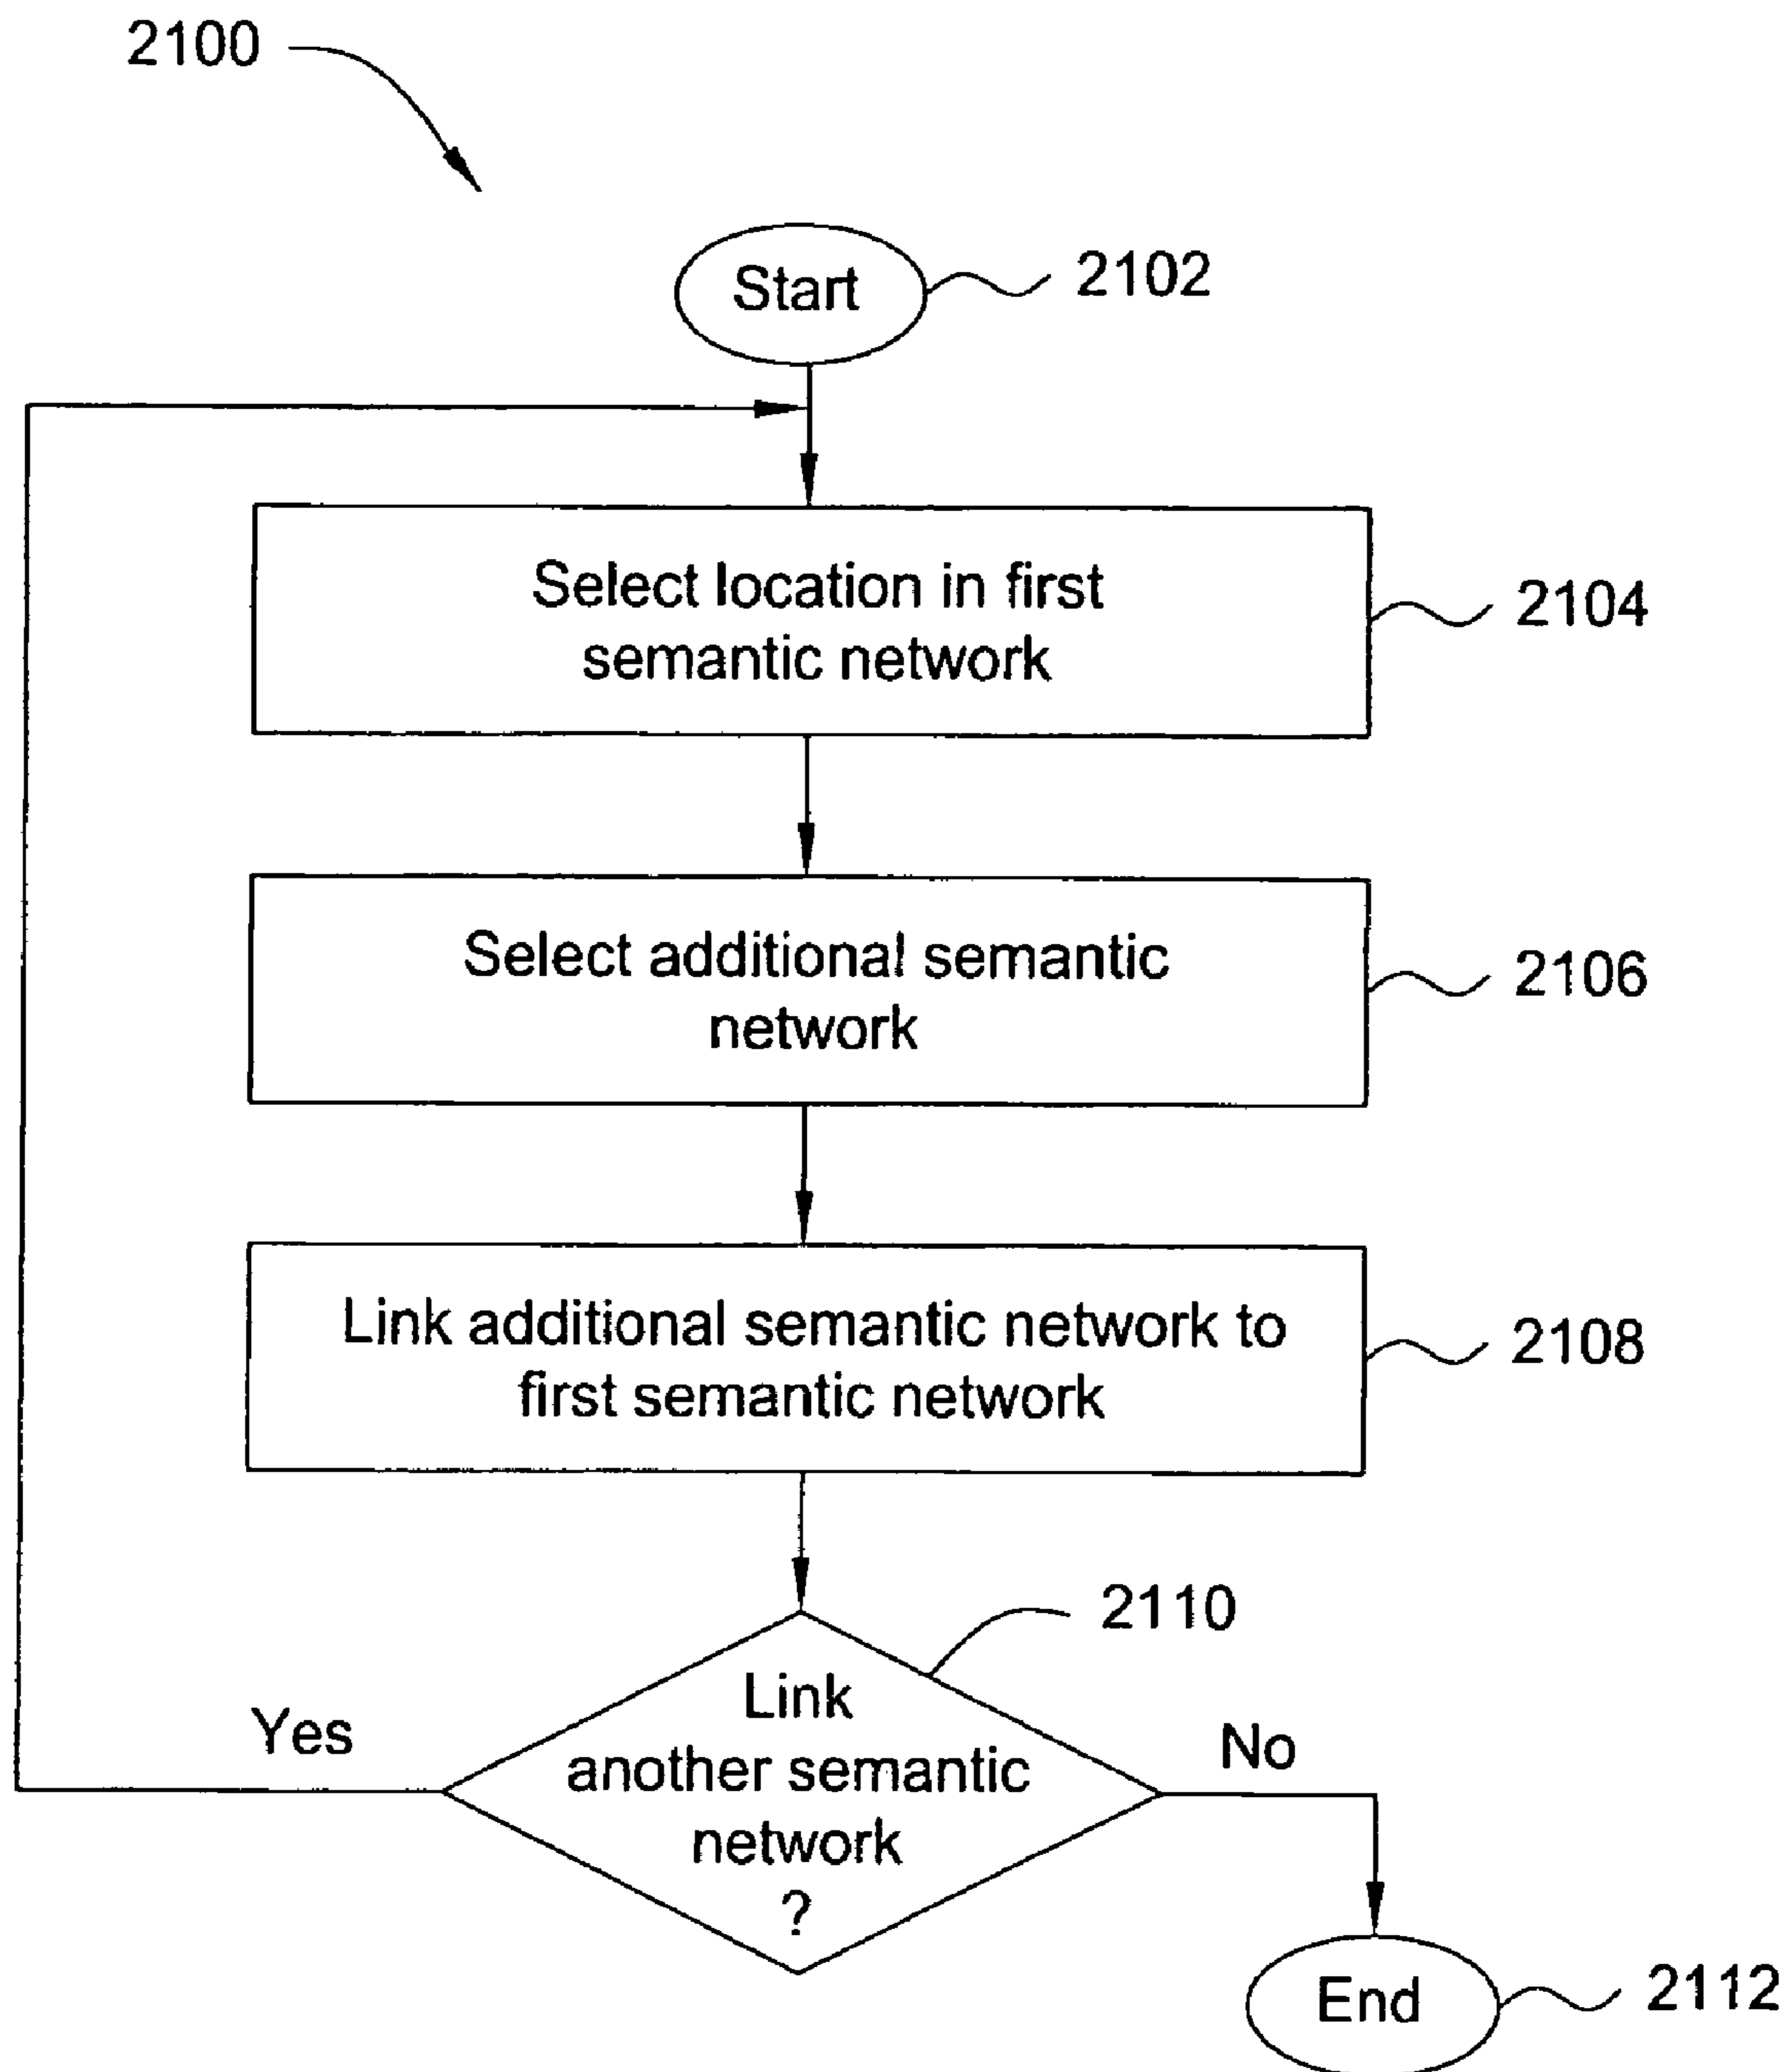 2100
Start
2102
Select location in first
semantic network
2104
Select additional semantic
network
2106
Link additional semantic network to
first semantic network
2108
2110
Link
another semantic
network
?
Yes
No
End
2112